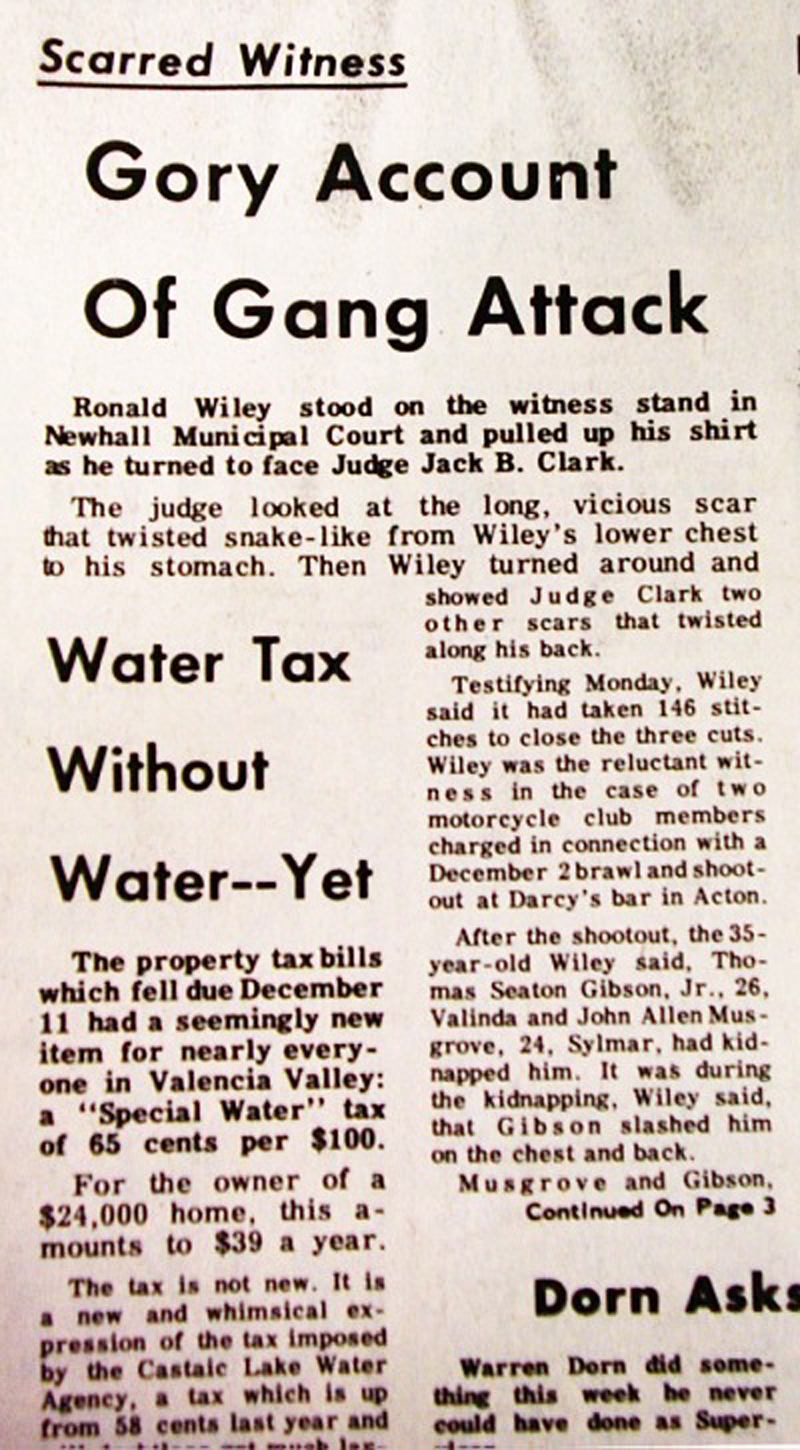 Scarred Witness
Gory Account
Of Gang Attack
Ronald Wiley stood on the witness stand in
Newhall Municipal Court and pulled up his shirt
as he turned to face Judge Jack B. Clark.
The judge looked at the long, vicious scar
that twisted snake-like from Wiley's lower chest
to his stomach. Then Wiley turned around and
showed Judge Clark two
other scars that twisted
along his back.
Testifying Monday, Wiley
said it had taken 146 stit-
ches to close the three cuts.
Wiley was the reluctant wit-
ness in the case of two
motorcycle club members
charged in connection with a
December 2 brawl and shoot-
out at Darcy's bar in Acton.
After the shootout, the 35-
year-old Wiley said, Tho-
mas Seaton Gibson, Jr., 26,
Valinda and John Allen Mus-
grove, 24, Sylmar, had kid-
napped him. It was during
the kidnapping, Wiley said,
that Gibson slashed him
on the chest and back.
Musgrove and Gibson,
Continued On Page 3
Water Tax
Without
Water--Yet
The property tax bills
which fell due December
11 had a seemingly new
item for nearly every-
one in Valencia Valley:
a "Special Water" tax
of 65 cents per $100.
For the owner of a
$24,000 home, this a-
mounts to $39 a year.
The tax is not new. It is
a new and whimsical ex-
pression of the tax imposed
by the Castaic Lake Water
Agency, a tax which is up
from 58 cents last year and
Dorn Asks
Warren Dorn did some-
thing this week he never
could have done as Super-